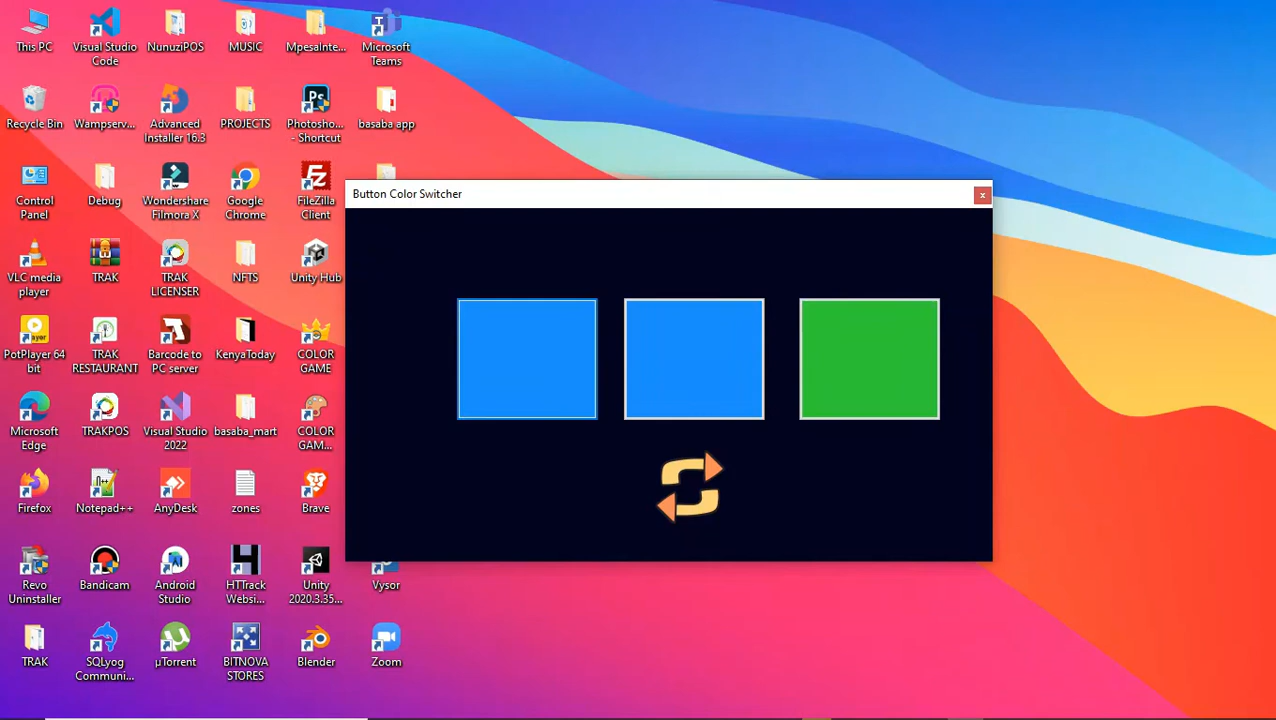 This PC
Visual Studio
Code
NunuziPOS
MUSIC
MpesaInte...
Microsoft
Teams
Recycle Bin
Wampserv...
Advanced
Installer 16.3
PROJECTS
Ps
Photosho...
- Shortcut
basaba app
Control
Panel
Debug
Wondershare
Filmora X
Google
Chrome
FileZilla
Client
Button Color Switcher
x
VLC media
player
TRAK
TRAK
LICENSER
NFTS
Unity Hub
PotPlayer 64
bit
TRAK
RESTAURANT
Barcode to
PC server
KenyaToday
COLOR
GAME
Microsoft
Edge
TRAKPOS
Visual Studio
2022
basaba_mart
COLOR
GAM...
Firefox
Notepad++
AnyDesk
zones
Brave
Revo
Uninstaller
Bandicam
Android
Studio
HTTrack
Websi...
Unity
2020.3.35...
Vysor
TRAK
SQLyog
Communi...
µTorrent
BITNOVA
STORES
Blender
Zoom